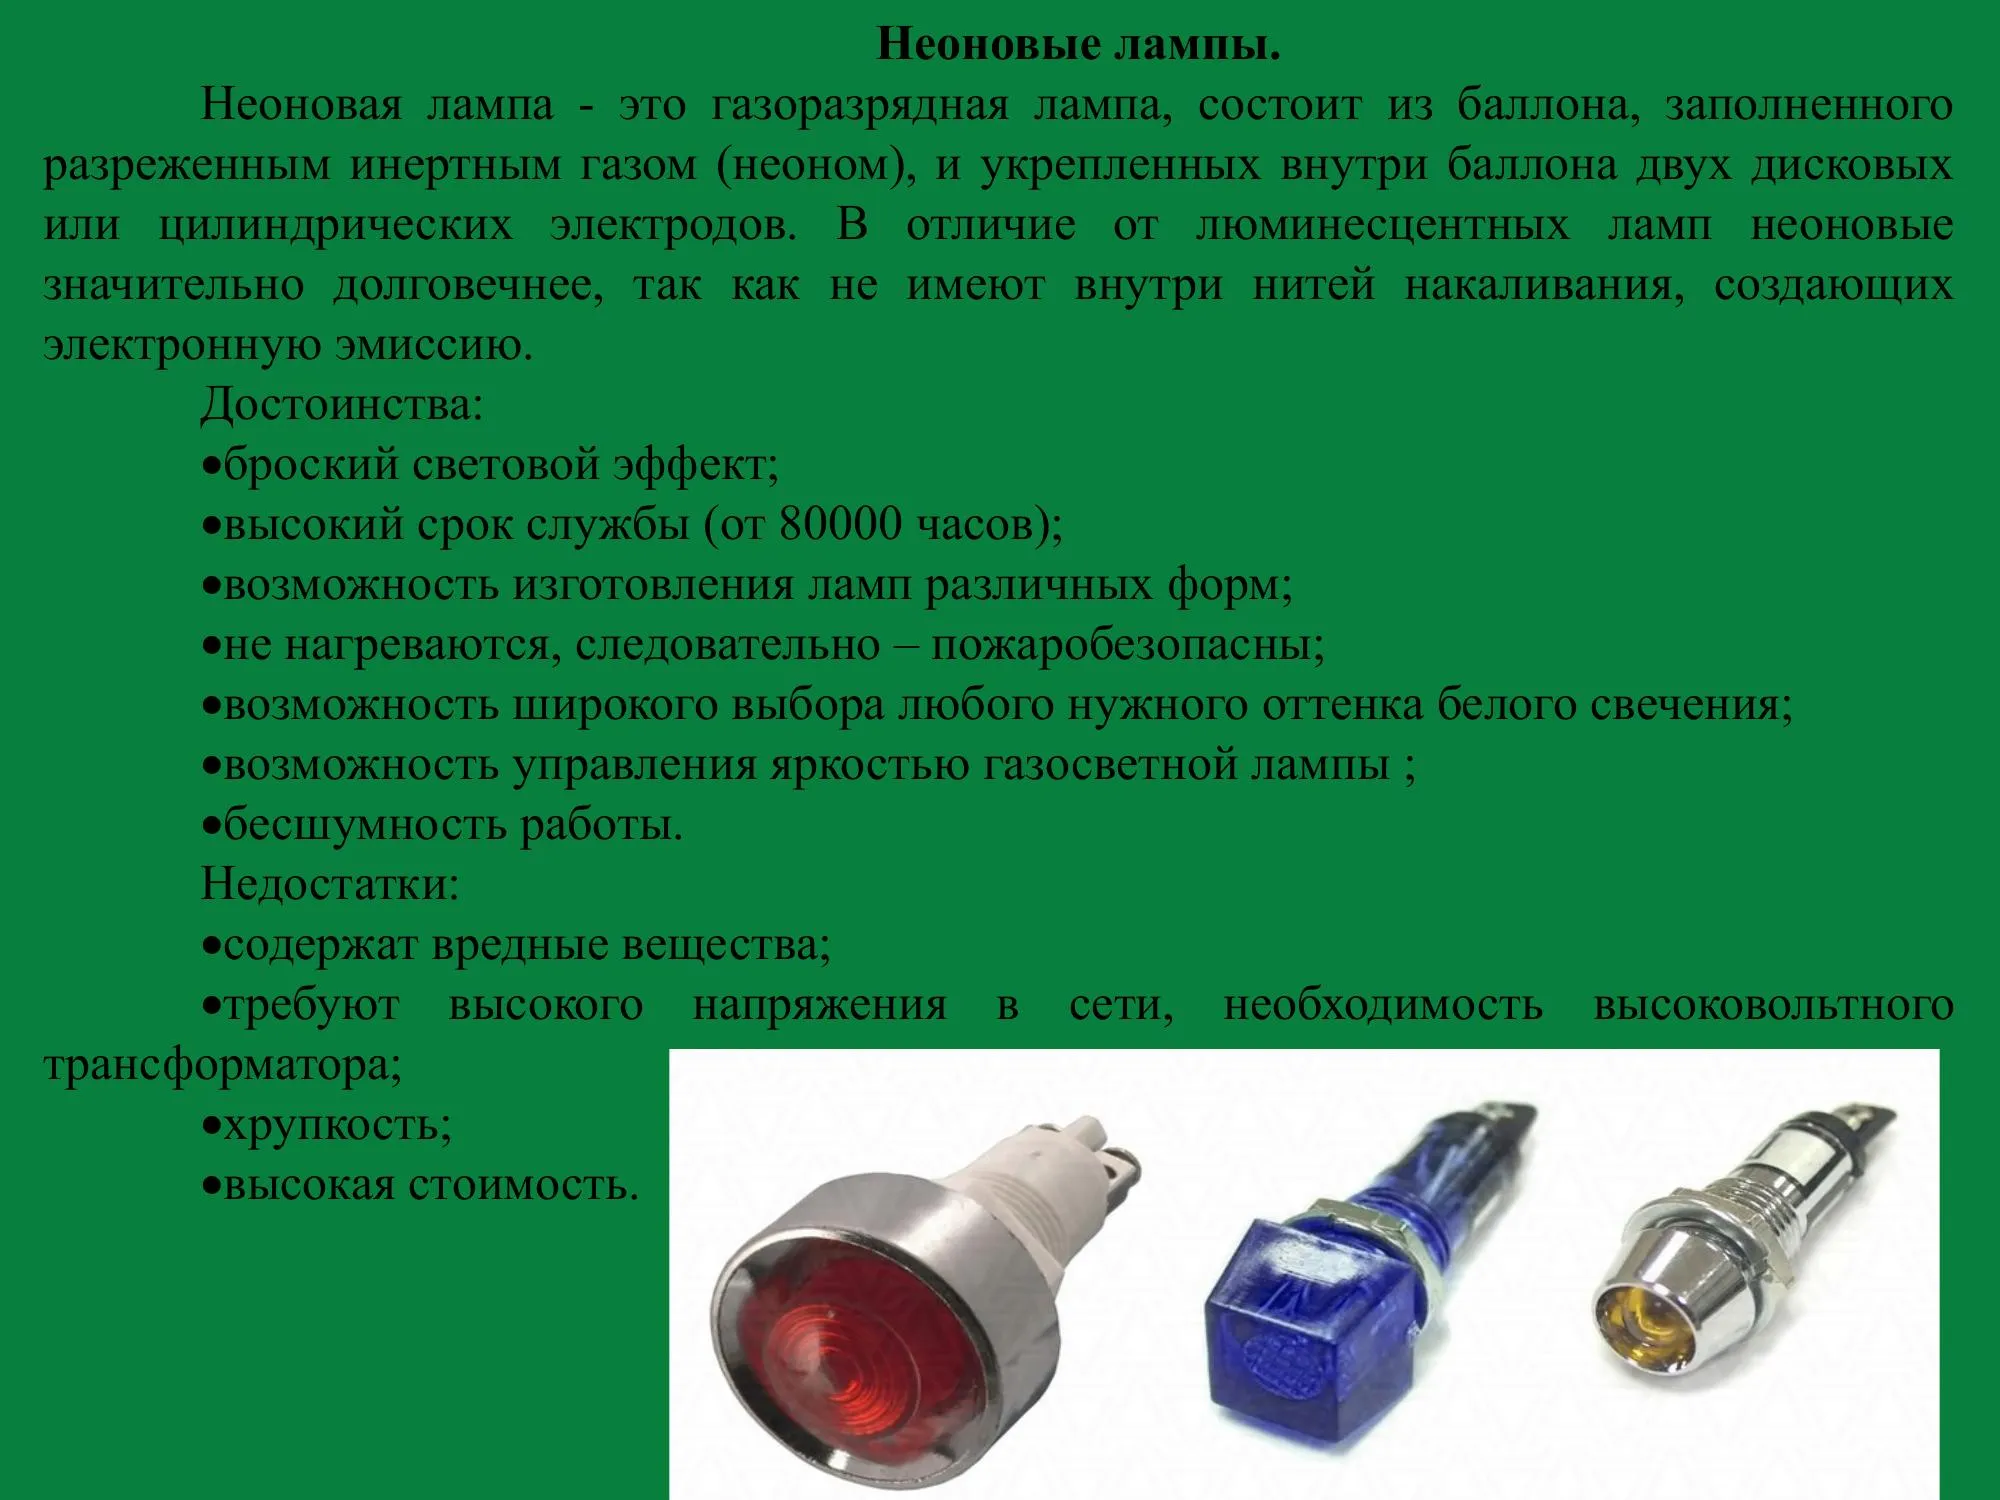 Неоновые лампы.
Неоновая лампа - это газоразрядная лампа, состоит из баллона, заполненного
разреженным инертным газом (неоном), и укрепленных внутри баллона двух дисковых
или цилиндрических электродов. В отличие от люминесцентных ламп неоновые
значительно долговечнее, так как не имеют внутри нитей накаливания, создающих
электронную эмиссию.
Достоинства:
•броский световой эффект;
•высокий срок службы (от 80000 часов);
•возможность изготовления ламп различных форм;
•не нагреваются, следовательно – пожаробезопасны;
•возможность широкого выбора любого нужного оттенка белого свечения;
•возможность управления яркостью газосветной лампы ;
•бесшумность работы.
Недостатки:
•содержат вредные вещества;
•требуют высокого напряжения в сети, необходимость высоковольтного
трансформатора;
•хрупкость;
•высокая стоимость.